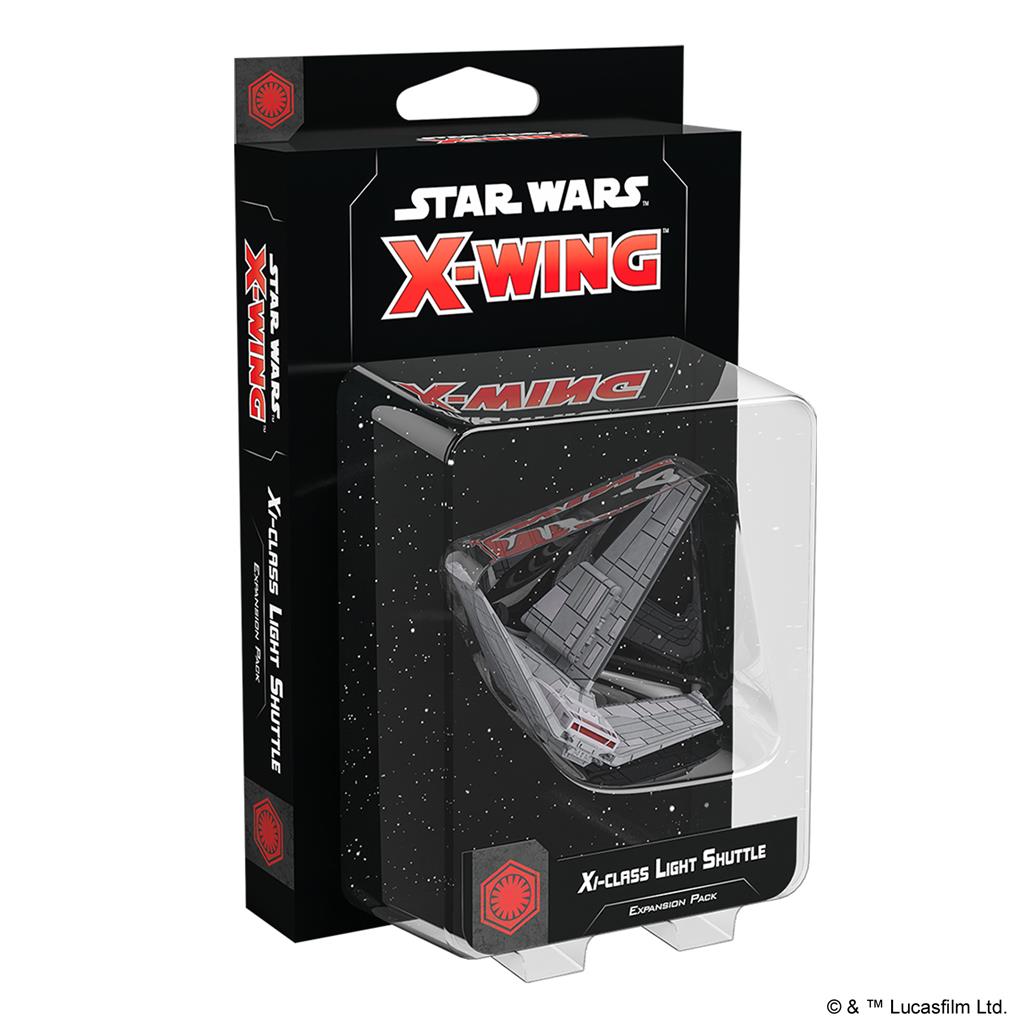 STAR WARS
X-WING
STAR WARS
X-WING
XI-CLASS LIGHT SHUTTLE
EXPANSION PACK
XI-CLASS LIGHT SHUTTLE
EXPANSION PACK
© & ™ Lucasfilm Ltd.